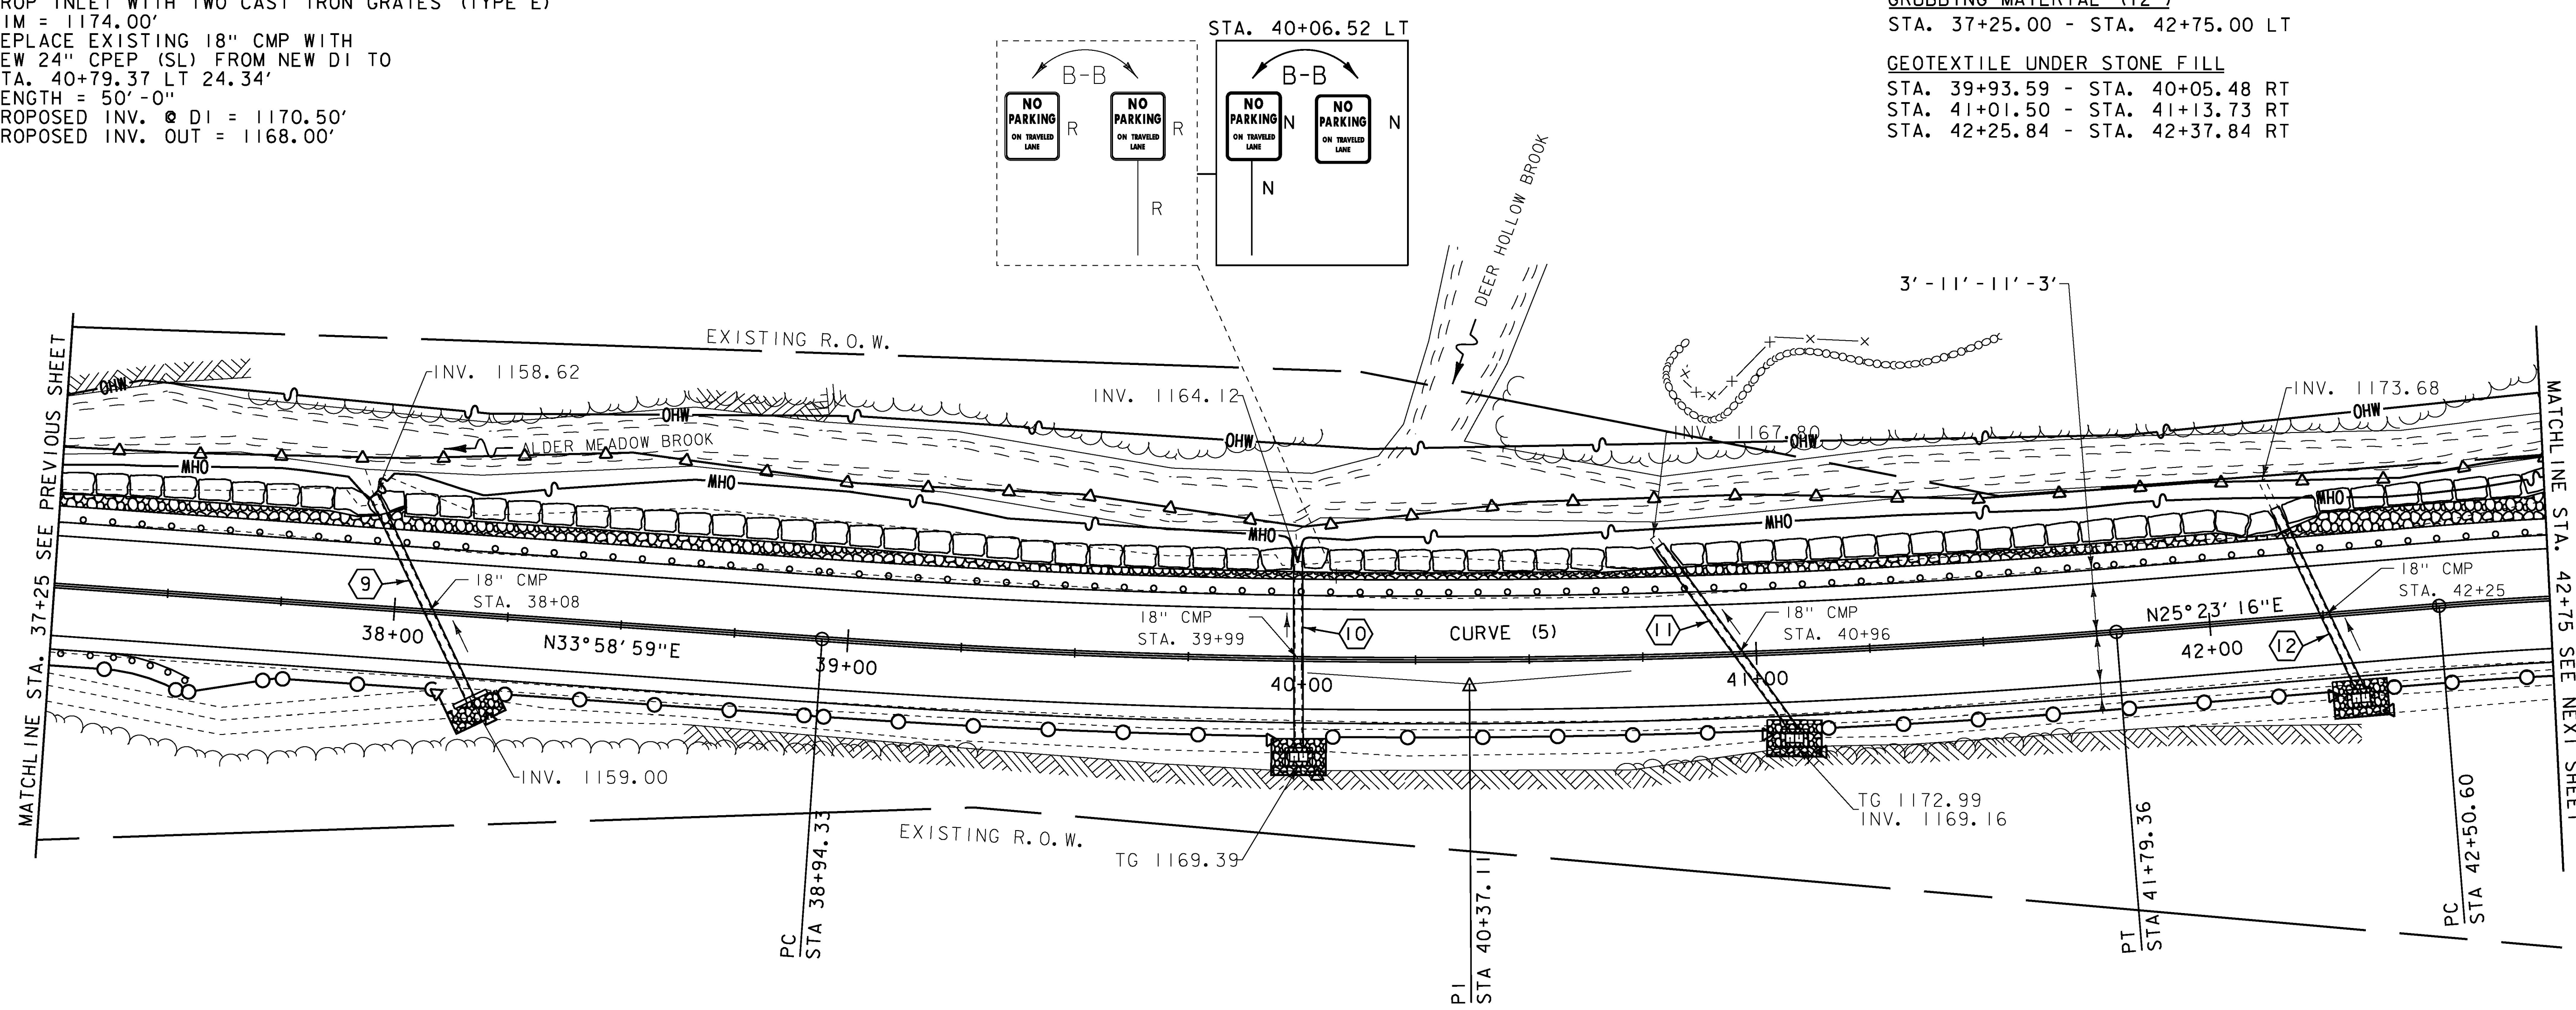 ROP INLET WITH TWO CAST IRON GRATES (TYPE E)
IM = 1174.00'
EPLACE EXISTING 18" CMP WITH
EW 24" CPEP (SL) FROM NEW DI TO
TA. 40+79.37 LT 24.34'
ENGTH = 50'-0"
ROPOSED INV. @ DI = 1170.50'
ROPOSED INV. OUT = 1168.00'
GRUBBING MATERIAL (12")
STA. 37+25.00 - STA. 42+75.00 LT
GEOTEXTILE UNDER STONE FILL
STA. 39+93.59 - STA. 40+05.48 RT
STA. 41+01.50 - STA. 41+13.73 RT
STA. 42+25.84 - STA. 42+37.84 RT
STA. 40+06.52 LT
B-B
NO
PARKING
ON TRAVELED
LANE
R
NO
PARKING
ON TRAVELED
LANE
R
R
B-B
NO
PARKING
ON TRAVELED
LANE
N
NO
PARKING
ON TRAVELED
LANE
N
N
DEER HOLLOW BROOK
3'-11'-11'-3'
MATCHLINE STA. 37+25 SEE PREVIOUS SHEET
EXISTING R.O.W.
INV. 1158.62
INV. 1164.12
INV. 1167.80
INV. 1173.68
OHW
OHW
OHW
OHW
OHW
ALDER MEADOW BROOK
OHW
OHW
OHW
OHW
OHW
9
18" CMP
STA. 38+08
38+00
N33°58'59"E
39+00
18" CMP
STA. 39+99
10
CURVE (5)
40+00
11
18" CMP
STA. 40+96
41+00
N25°23'16"E
42+00
12
18" CMP
STA. 42+25
MATCHLINE STA. 42+75 SEE NEXT SHEET
INV. 1159.00
EXISTING R.O.W.
TG 1169.39
TG 1172.99
INV. 1169.16
PC
STA 38+94.33
PI
STA 40+37.11
PT
STA 41+79.36
PC
STA 42+50.60